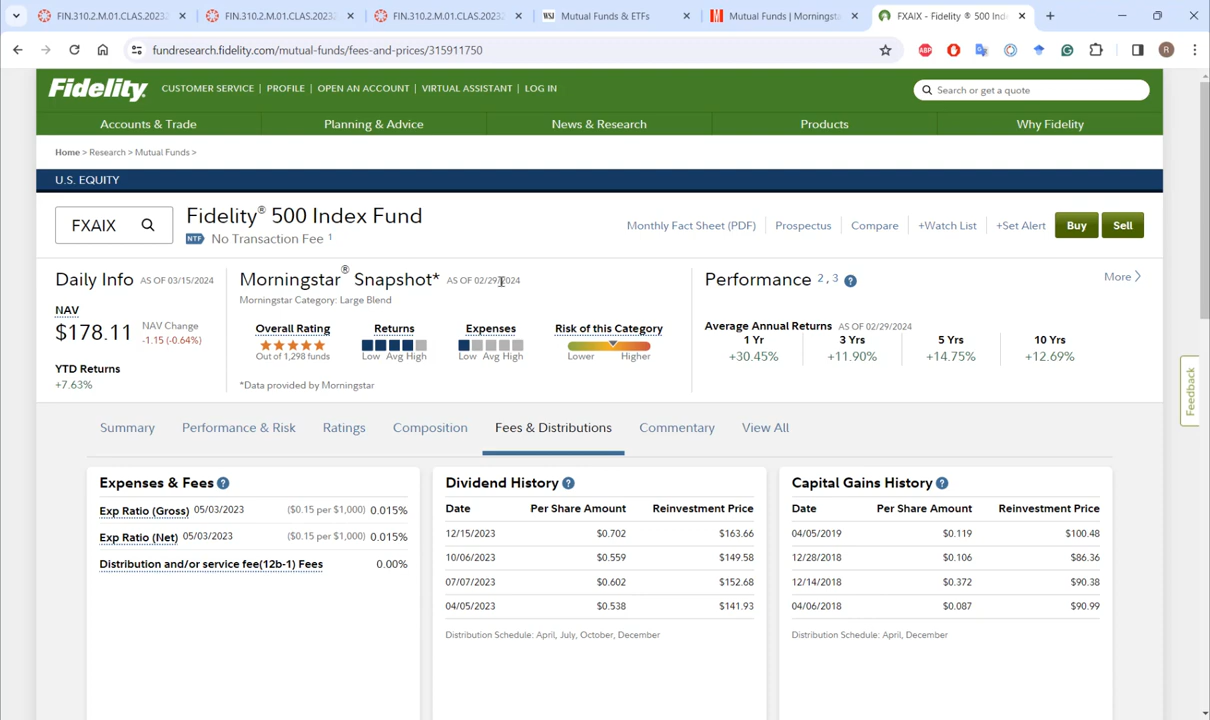 FIN.310.2.M.01.CLAS.2023:
FIN.310.2.M.01.CLAS.2023:
FIN.310.2.M.01.CLAS.2023:
WSJ Mutual Funds & ETFs
Mutual Funds | Morningst
FXAIX - Fidelity ® 500 Ind
fundresearch.fidelity.com/mutual-funds/fees-and-prices/315911750
ABP
R
Fidelity
CUSTOMER SERVICE | PROFILE | OPEN AN ACCOUNT | VIRTUAL ASSISTANT | LOG IN
Search or get a quote
Accounts & Trade
Planning & Advice
News & Research
Products
Why Fidelity
Home > Research > Mutual Funds >
U.S. EQUITY
FXAIX
Fidelity® 500 Index Fund
NTF No Transaction Fee 1
Monthly Fact Sheet (PDF)
Prospectus
Compare
+Watch List
+Set Alert
Buy
Sell
Daily Info AS OF 03/15/2024
NAV
$178.11
NAV Change
-1.15 (-0.64%)
YTD Returns
+7.63%
Morningstar® Snapshot* AS OF 02/29/2024
Morningstar Category: Large Blend
Overall Rating
Out of 1,298 funds
Returns
Low Avg High
Expenses
Low Avg High
Risk of this Category
Lower Higher
*Data provided by Morningstar
Performance 2, 3 ?
More
Average Annual Returns AS OF 02/29/2024
1 Yr 3 Yrs 5 Yrs 10 Yrs
+30.45% +11.90% +14.75% +12.69%
Feedback
Summary
Performance & Risk
Ratings
Composition
Fees & Distributions
Commentary
View All
Expenses & Fees ?
Exp Ratio (Gross) 05/03/2023 ($0.15 per $1,000) 0.015%
Exp Ratio (Net) 05/03/2023 ($0.15 per $1,000) 0.015%
Distribution and/or service fee(12b-1) Fees 0.00%
Dividend History ?
Date Per Share Amount Reinvestment Price
12/15/2023 $0.702 $163.66
10/06/2023 $0.559 $149.58
07/07/2023 $0.602 $152.68
04/05/2023 $0.538 $141.93
Distribution Schedule: April, July, October, December
Capital Gains History ?
Date Per Share Amount Reinvestment Price
04/05/2019 $0.119 $100.48
12/28/2018 $0.106 $86.36
12/14/2018 $0.372 $90.38
04/06/2018 $0.087 $90.99
Distribution Schedule: April, December